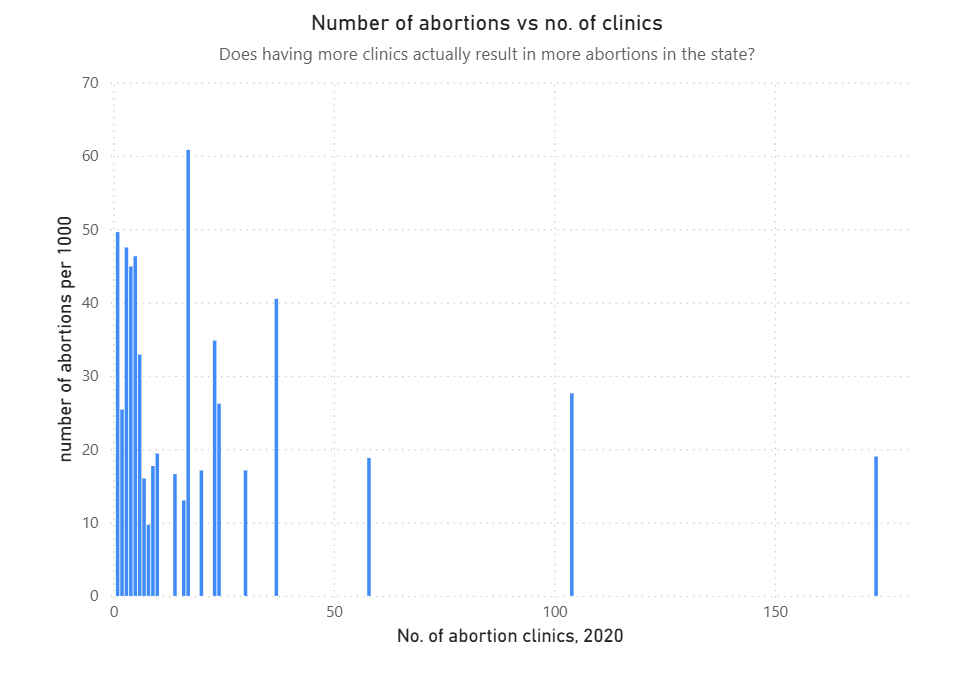 Number of abortions vs no. of clinics
Does having more clinics actually result in more abortions in the state?
number of abortions per 1000
70
60
50
40
30
20
10
0
0 50 100 150
No. of abortion clinics, 2020